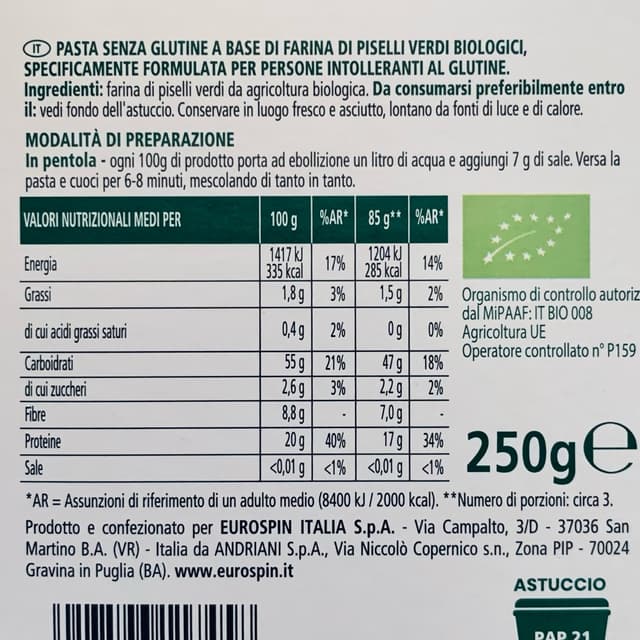 IT PASTA SENZA GLUTINE A BASE DI FARINA DI PISELLI VERDI BIOLOGICI,
SPECIFICAMENTE FORMULATA PER PERSONE INTOLLERANTI AL GLUTINE.
Ingredienti: farina di piselli verdi da agricoltura biologica. Da consumarsi preferibilmente entro
il: vedi fondo dell'astuccio. Conservare in luogo fresco e asciutto, lontano da fonti di luce e di calore.
MODALITÀ DI PREPARAZIONE
In pentola - ogni 100g di prodotto porta ad ebollizione un litro di acqua e aggiungi 7 g di sale. Versa la
pasta e cuoci per 6-8 minuti, mescolando di tanto in tanto.
VALORI NUTRIZIONALI MEDI PER 100 g %AR* 85 g** %AR*
Energia 1417 kJ 335 kcal 17% 1204 kJ 285 kcal 14%
Grassi 1,8 g 3% 1,5 g 2%
di cui acidi grassi saturi 0,4 g 2% 0 g 0%
Carboidrati 55 g 21% 47 g 18%
di cui zuccheri 2,6 g 3% 2,2 g 2%
Fibre 8,8 g - 7,0 g -
Proteine 20 g 40% 17 g 34%
Sale <0,01 g <1% <0,01 g <1%
Organismo di controllo autoriz
dal MiPAAF: IT BIO 008
Agricoltura UE
Operatore controllato n° P159
250g e
*AR = Assunzioni di riferimento di un adulto medio (8400 kJ / 2000 kcal). **Numero di porzioni: circa 3.
Prodotto e confezionato per EUROSPIN ITALIA S.p.A. - Via Campalto, 3/D - 37036 San
Martino B.A. (VR) - Italia da ANDRIANI S.p.A., Via Niccolò Copernico s.n., Zona PIP - 70024
Gravina in Puglia (BA). www.eurospin.it
ASTUCCIO
PAP 21